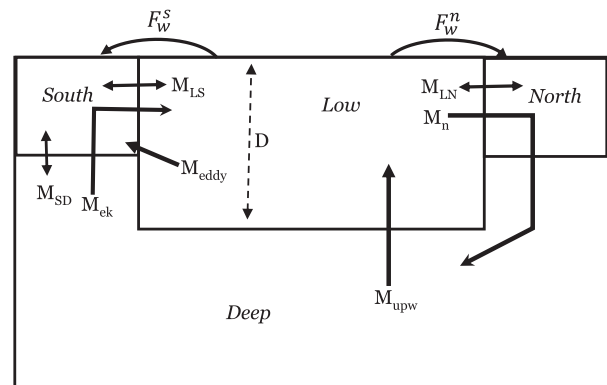 F_w^s
F_w^n
South
M_LS
Low
M_LN
North
M_n
D
M_SD
M_ek
M_eddy
M_upw
Deep